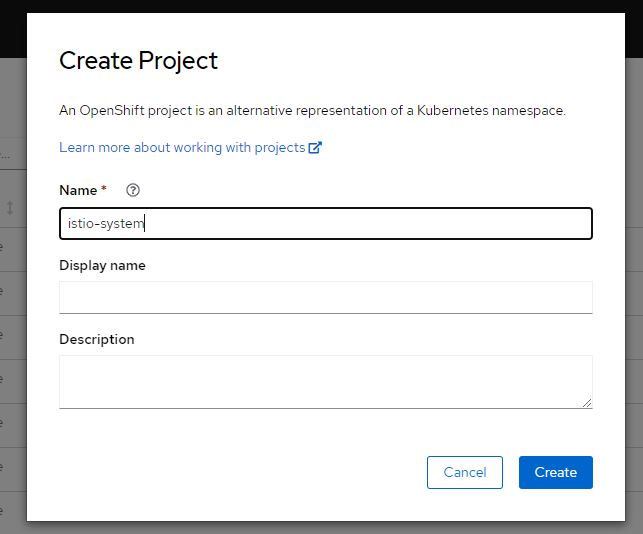 Create Project
An OpenShift project is an alternative representation of a Kubernetes namespace.
Learn more about working with projects
Name *
istio-system
Display name
Description
Cancel Create